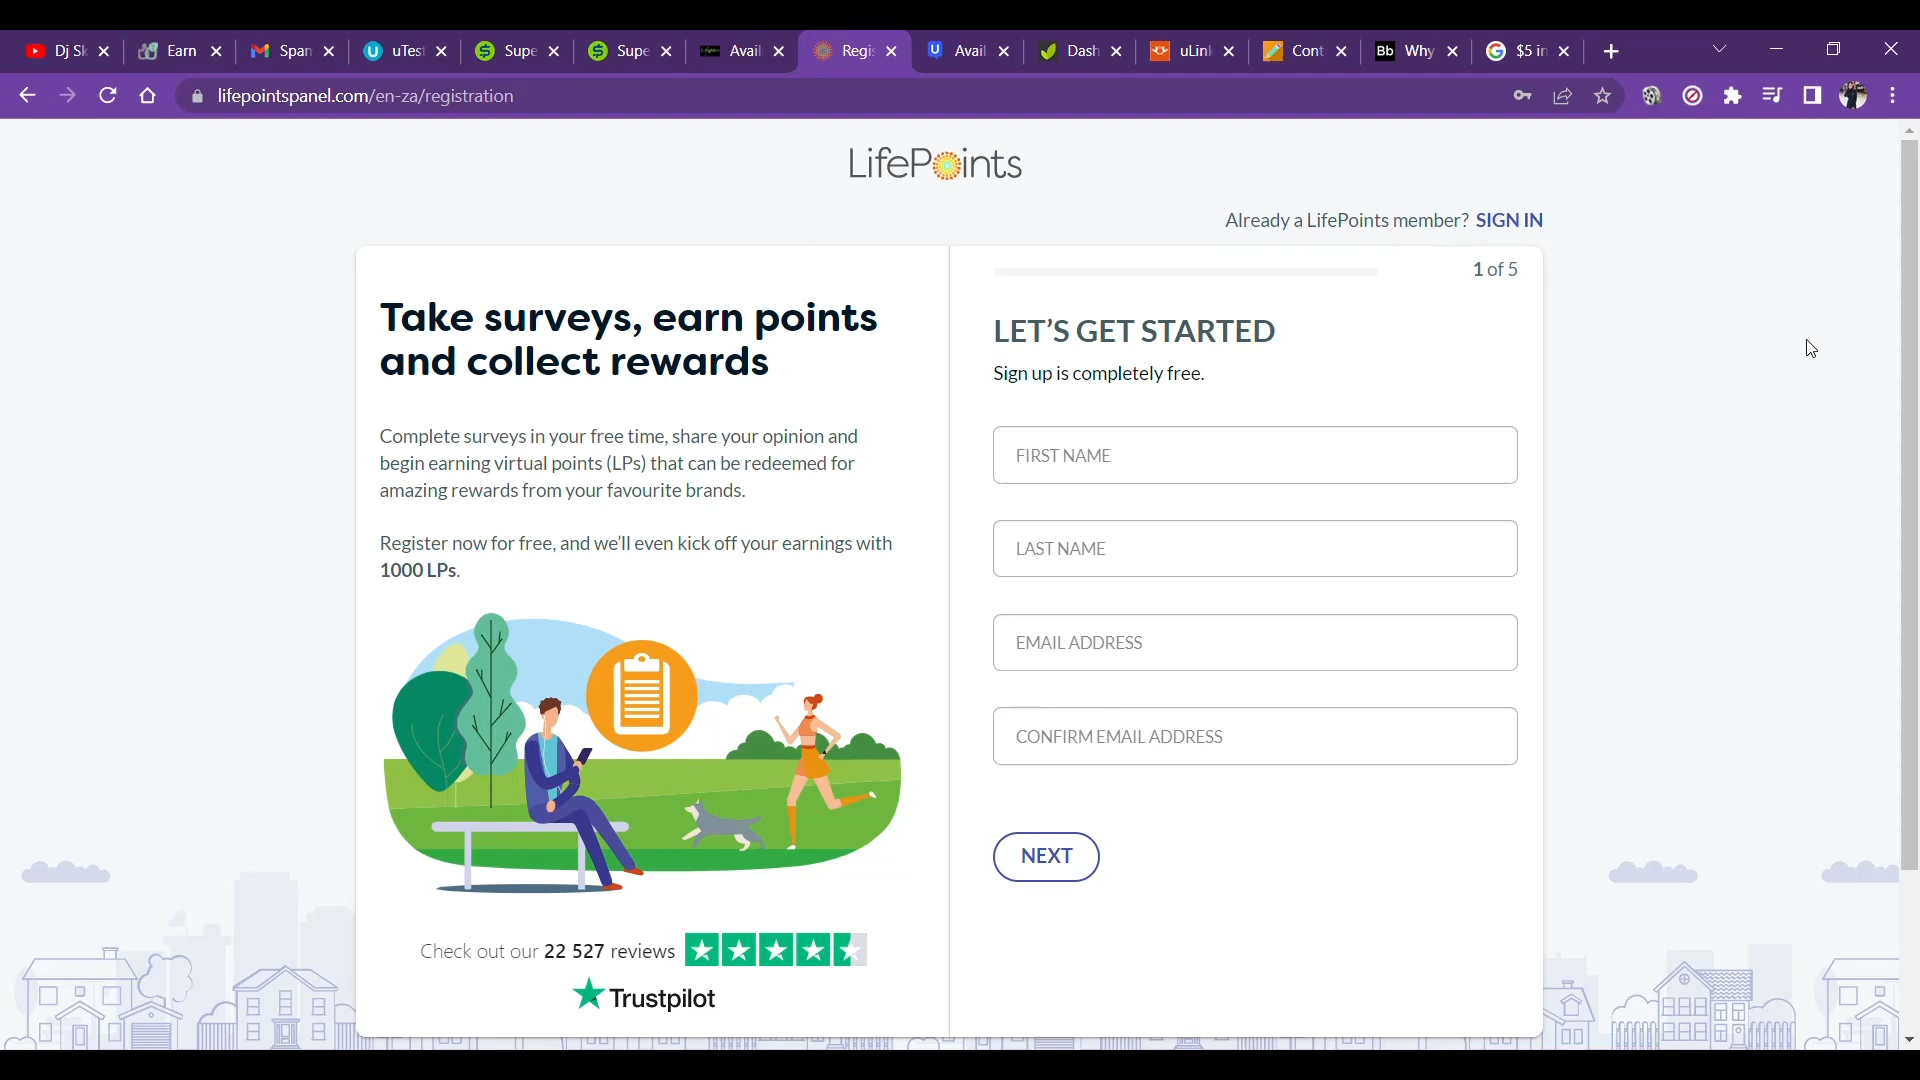 Dj Sk
Earn
Span
uTest
Supe
Supe
Avail
Regis
Avail
Dash
uLink
Cont
Bb Why
$5 in
lifepointspanel.com/en-za/registration
LifePoints
Already a LifePoints member? SIGN IN
1 of 5
Take surveys, earn points
and collect rewards
Complete surveys in your free time, share your opinion and
begin earning virtual points (LPs) that can be redeemed for
amazing rewards from your favourite brands.
Register now for free, and we'll even kick off your earnings with
1000 LPs.
Check out our 22 527 reviews
Trustpilot
LET'S GET STARTED
Sign up is completely free.
FIRST NAME
LAST NAME
EMAIL ADDRESS
CONFIRM EMAIL ADDRESS
NEXT